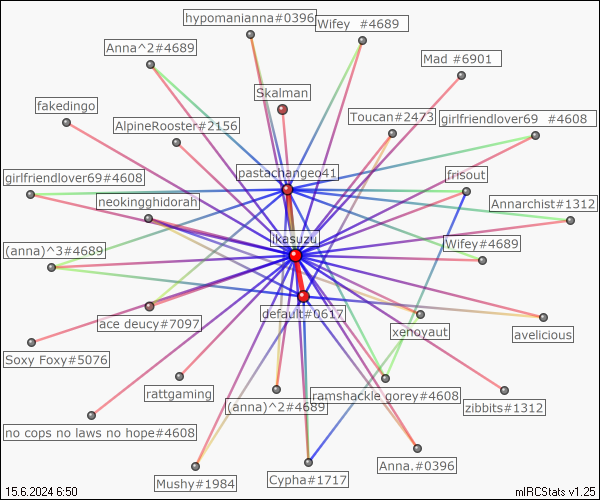 hypomanianna#0396
Wifey #4689
Anna^2#4689
Mad #6901
Skalman
fakedingo
AlpineRooster#2156
Toucan#2473
girlfriendlover69 #4608
pastachangeo41
girlfriendlover69#4608
frisout
neokingghidorah
Annarchist#1312
Ikasuzu
(anna)^3#4689
Wifey#4689
default#0617
ace deucy#7097
xenoyaut
avelicious
Soxy Foxy#5076
rattgaming
ramshackle gorey#4608
(anna)^2#4689
zibbits#1312
no cops no laws no hope#4608
Anna.#0396
Mushy#1984
Cypha#1717
15.6.2024 6:50
mIRCStats v1.25